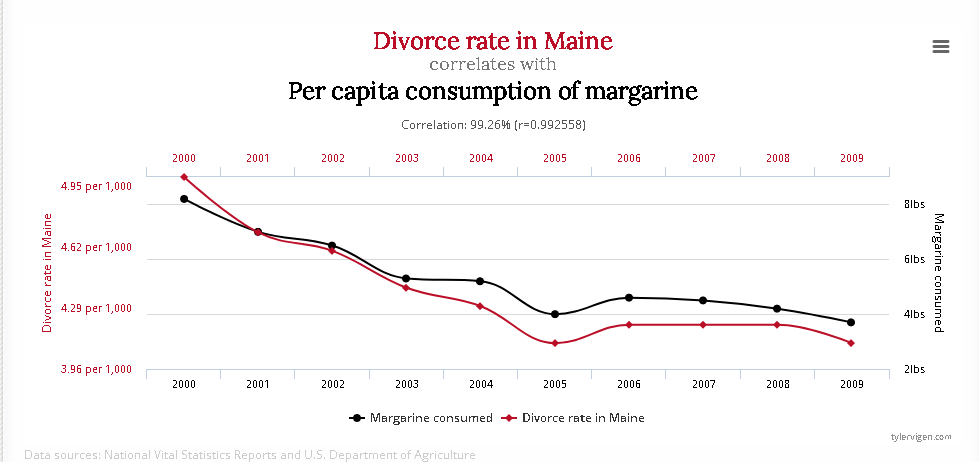 Divorce rate in Maine
correlates with
Per capita consumption of margarine
Correlation: 99.26% (r=0.992558)
2000 2001 2002 2003 2004 2005 2006 2007 2008 2009
4.95 per 1,000
8lbs
4.62 per 1,000
6lbs
4.29 per 1,000
4lbs
3.96 per 1,000
2lbs
Divorce rate in Maine
Margarine consumed
2000 2001 2002 2003 2004 2005 2006 2007 2008 2009
Margarine consumed Divorce rate in Maine
tylervigen.com
Data sources: National Vital Statistics Reports and U.S. Department of Agriculture